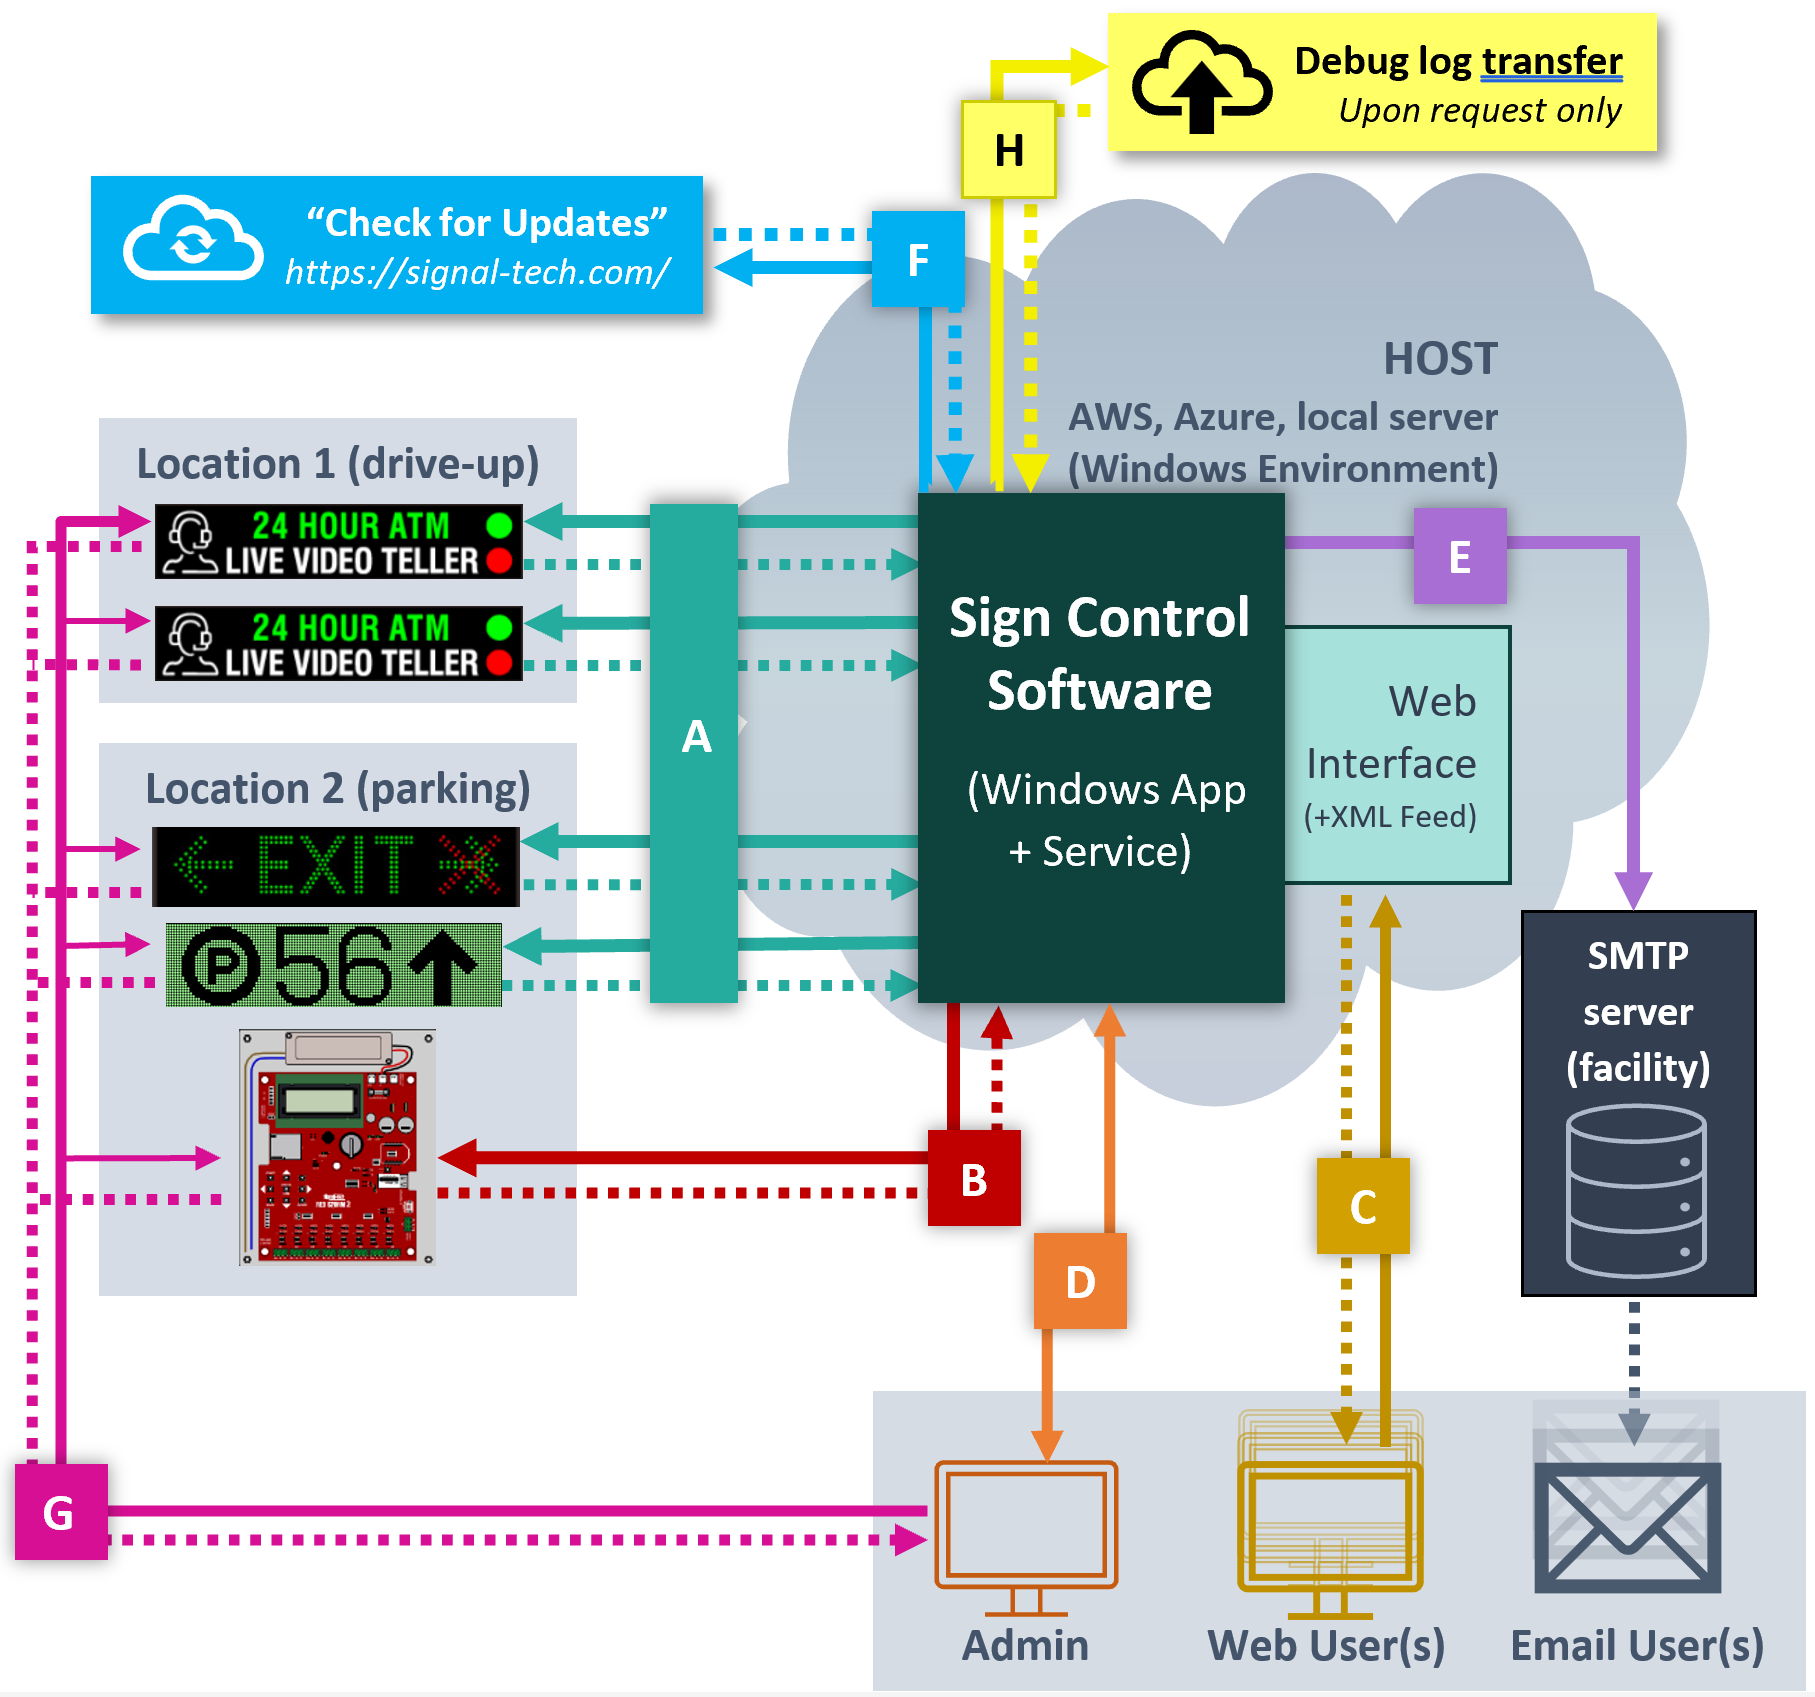 Debug log transfer
Upon request only
H
"Check for Updates"
https://signal-tech.com/
F
HOST
AWS, Azure, local server
(Windows Environment)
Location 1 (drive-up)
24 HOUR ATM
LIVE VIDEO TELLER
24 HOUR ATM
LIVE VIDEO TELLER
A
E
Sign Control
Software
(Windows App
+ Service)
Web
Interface
(+XML Feed)
Location 2 (parking)
← EXIT
P 56 ↑
SMTP
server
(facility)
B
C
D
G
Admin
Web User(s)
Email User(s)